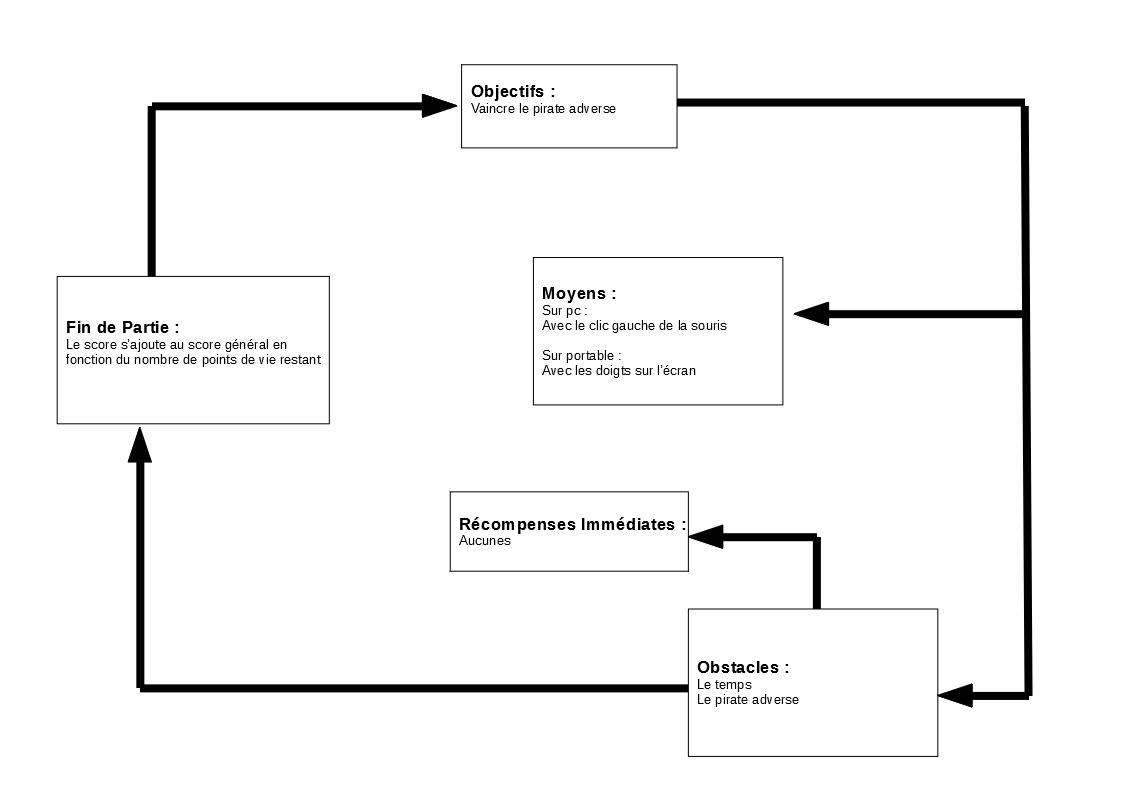 Objectifs :
Vaincre le pirate adverse
Moyens :
Sur pc :
Avec le clic gauche de la souris
Sur portable :
Avec les doigts sur l'écran
Fin de Partie :
Le score s'ajoute au score général en
fonction du nombre de points de vie restant
Récompenses Immédiates :
Aucunes
Obstacles :
Le temps
Le pirate adverse